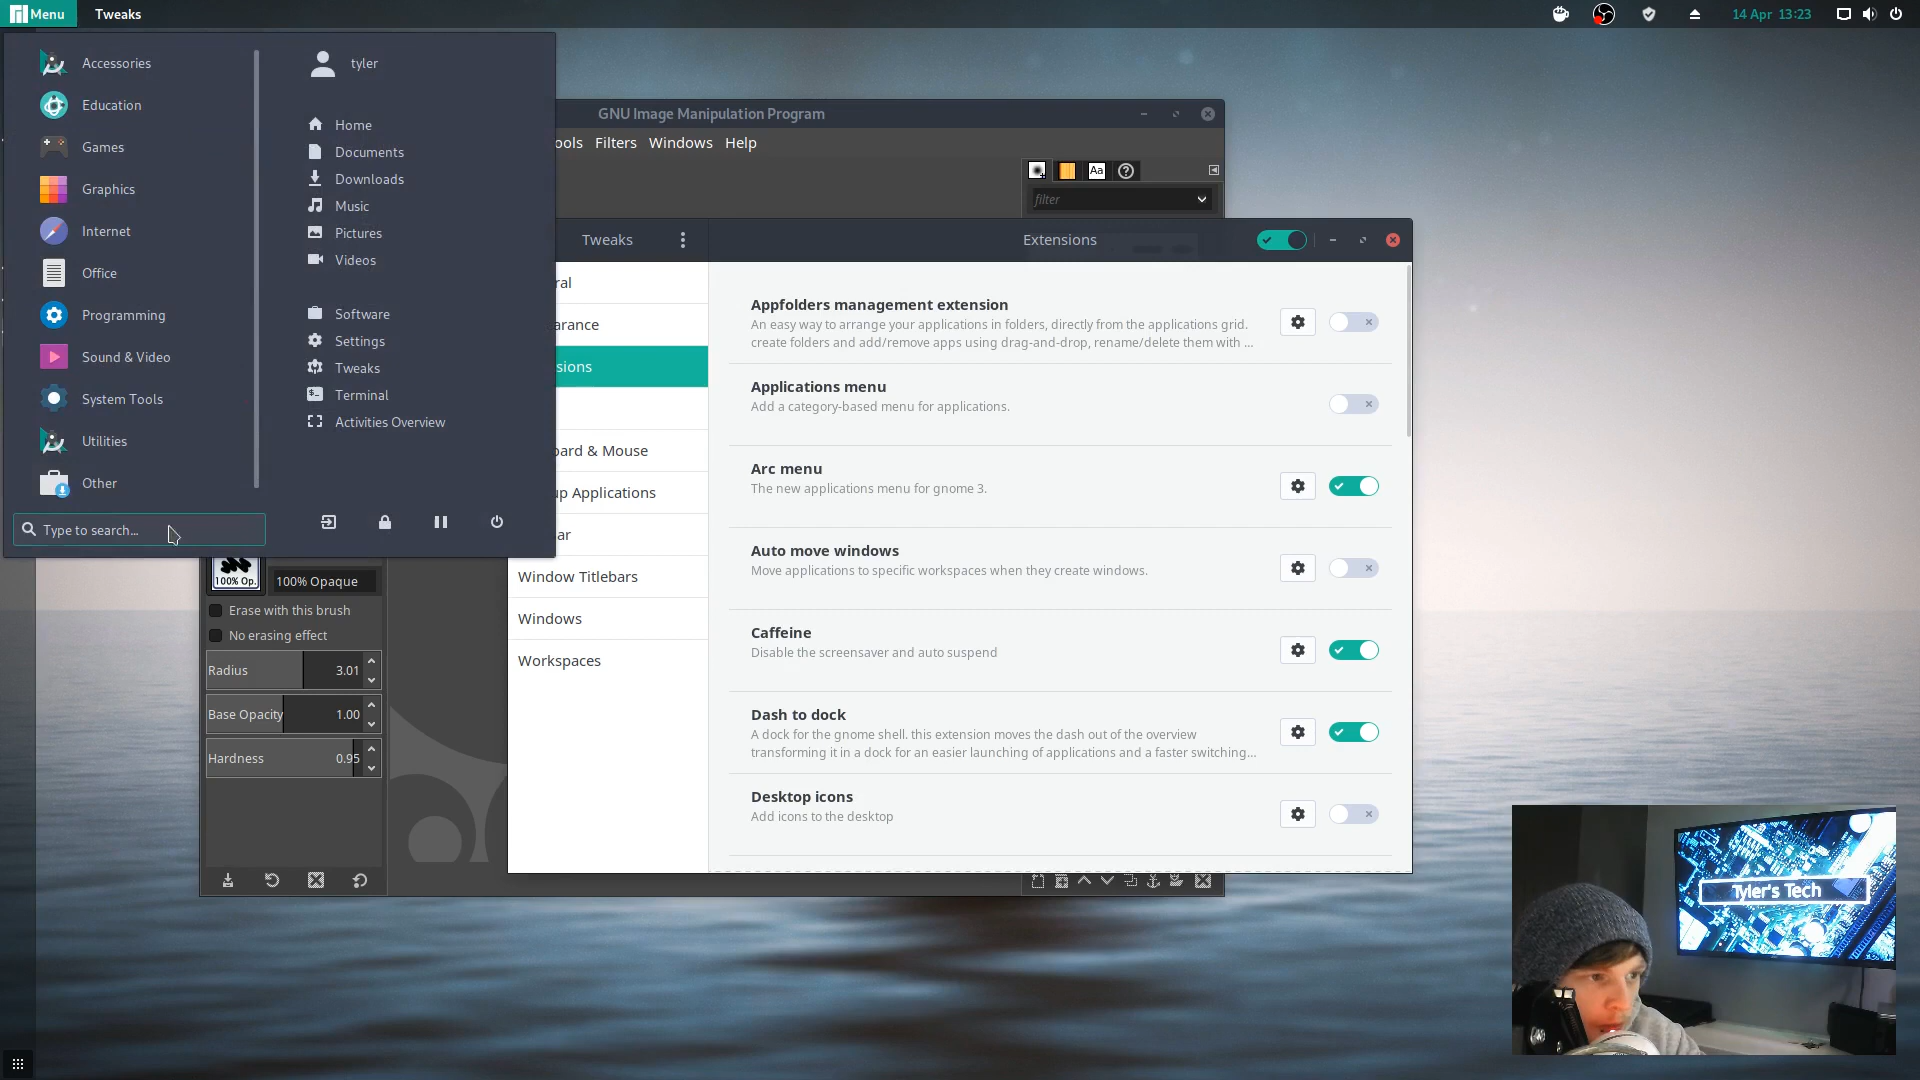 Menu
Tweaks
14 Apr 13:23
Accessories
Education
Games
Graphics
Internet
Office
Programming
Sound & Video
System Tools
Utilities
Other
Type to search...
tyler
Home
Documents
Downloads
Music
Pictures
Videos
Software
Settings
Tweaks
Terminal
Activities Overview
GNU Image Manipulation Program
ools Filters Windows Help
Aa
filter
Tweaks
Extensions
ral
arance
sions
oard & Mouse
up Applications
ar
Window Titlebars
Windows
Workspaces
Appfolders management extension
An easy way to arrange your applications in folders, directly from the applications grid.
create folders and add/remove apps using drag-and-drop, rename/delete them with ...
Applications menu
Add a category-based menu for applications.
Arc menu
The new applications menu for gnome 3.
Auto move windows
Move applications to specific workspaces when they create windows.
Caffeine
Disable the screensaver and auto suspend
Dash to dock
A dock for the gnome shell. this extension moves the dash out of the overview
transforming it in a dock for an easier launching of applications and a faster switching...
Desktop icons
Add icons to the desktop
100% Op.
100% Opaque
Erase with this brush
No erasing effect
Radius 3.01
Base Opacity 1.00
Hardness 0.95
Tyler's Tech